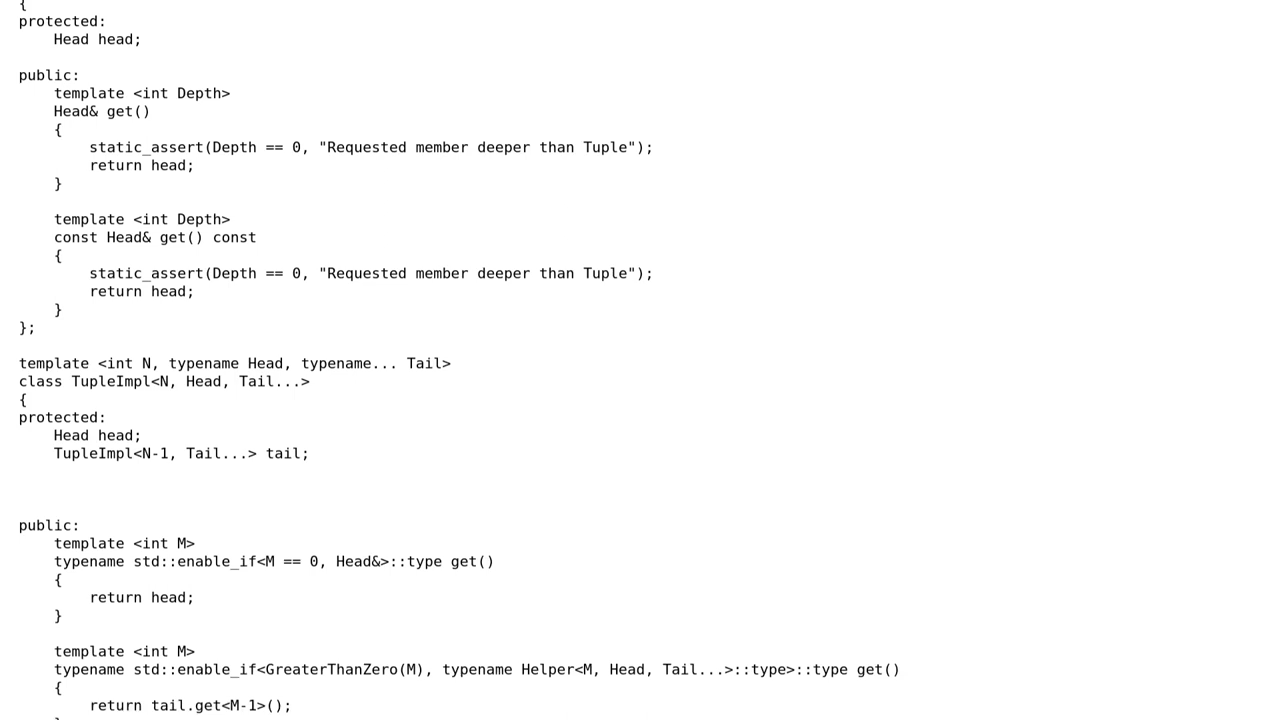 {
protected:
    Head head;

public:
    template <int Depth>
    Head& get()
    {
        static_assert(Depth == 0, "Requested member deeper than Tuple");
        return head;
    }

    template <int Depth>
    const Head& get() const
    {
        static_assert(Depth == 0, "Requested member deeper than Tuple");
        return head;
    }
};

template <int N, typename Head, typename... Tail>
class TupleImpl<N, Head, Tail...>
{
protected:
    Head head;
    TupleImpl<N-1, Tail...> tail;

public:
    template <int M>
    typename std::enable_if<M == 0, Head&>::type get()
    {
        return head;
    }

    template <int M>
    typename std::enable_if<GreaterThanZero(M), typename Helper<M, Head, Tail...>::type>::type get()
    {
        return tail.get<M-1>();